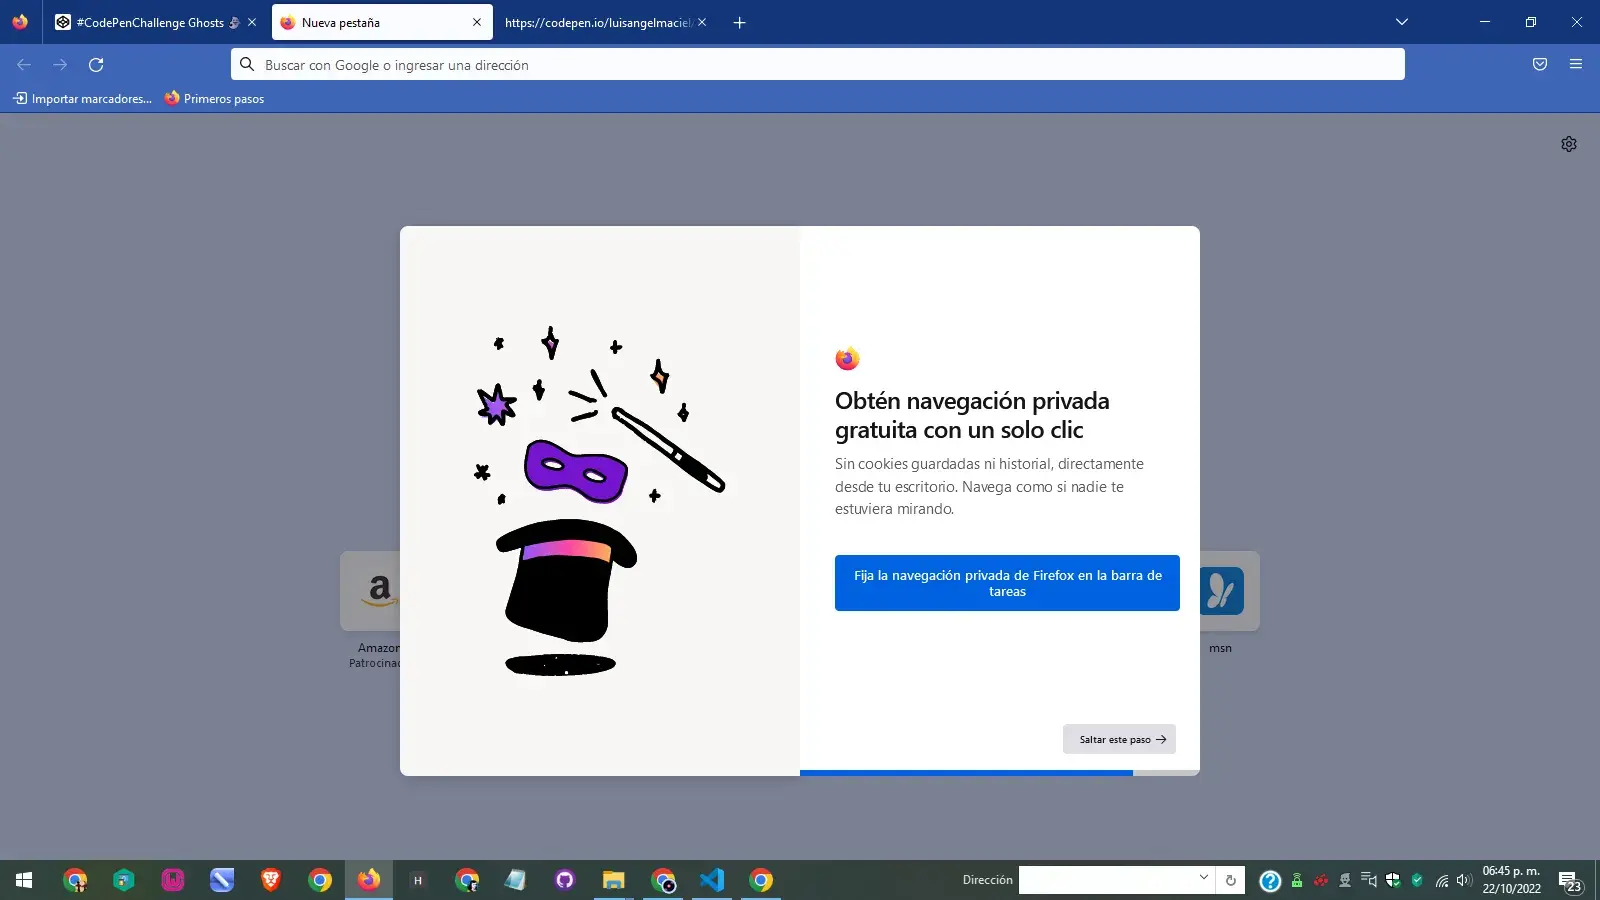 #CodePenChallenge Ghosts
Nueva pestaña
https://codepen.io/luisangelmaciel
Buscar con Google o ingresar una dirección
Importar marcadores...
Primeros pasos
Obtén navegación privada
gratuita con un solo clic
Sin cookies guardadas ni historial, directamente
desde tu escritorio. Navega como si nadie te
estuviera mirando.
Fija la navegación privada de Firefox en la barra de
tareas
a
Amazon
Patrocinad
msn
Saltar este paso
H
Dirección
06:45 p. m.
22/10/2022
23